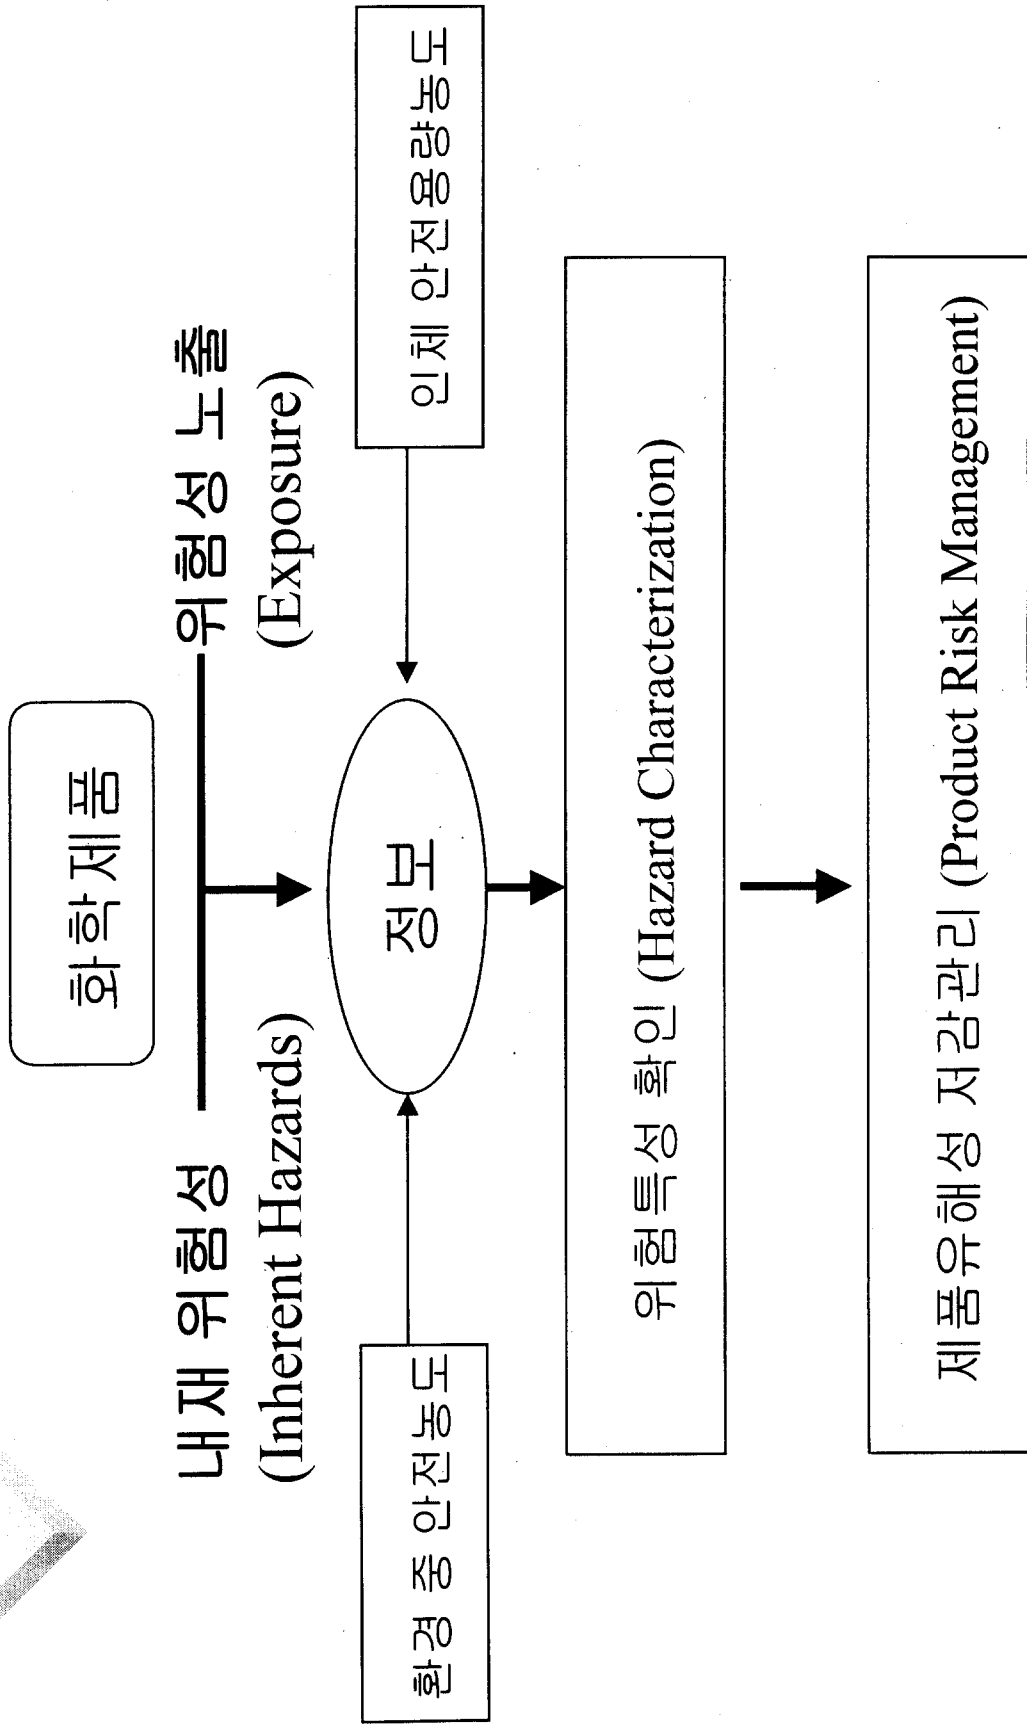 화학제품
내재 위험성
(Inherent Hazards)
위험성 노출
(Exposure)
환경 중 안전농도
정보
인체 안전용량농도
위험특성 확인 (Hazard Characterization)
제품유해성 저감관리 (Product Risk Management)